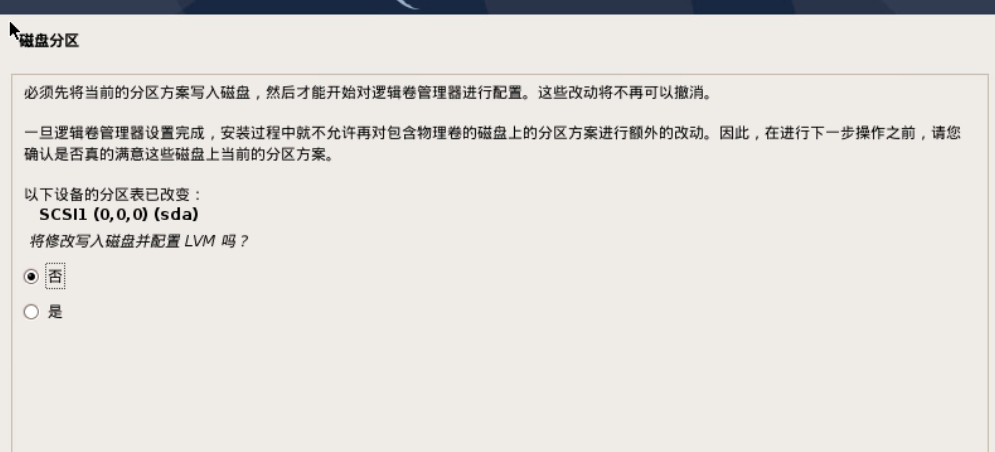 磁盘分区
必须先将当前的分区方案写入磁盘，然后才能开始对逻辑卷管理器进行配置。这些改动将不再可以撤消。
一旦逻辑卷管理器设置完成，安装过程中就不允许再对包含物理卷的磁盘上的分区方案进行额外的改动。因此，在进行下一步操作之前，请您
确认是否真的满意这些磁盘上当前的分区方案。
以下设备的分区表已改变：
SCSI1 (0,0,0) (sda)
将修改写入磁盘并配置 LVM 吗？
否
是